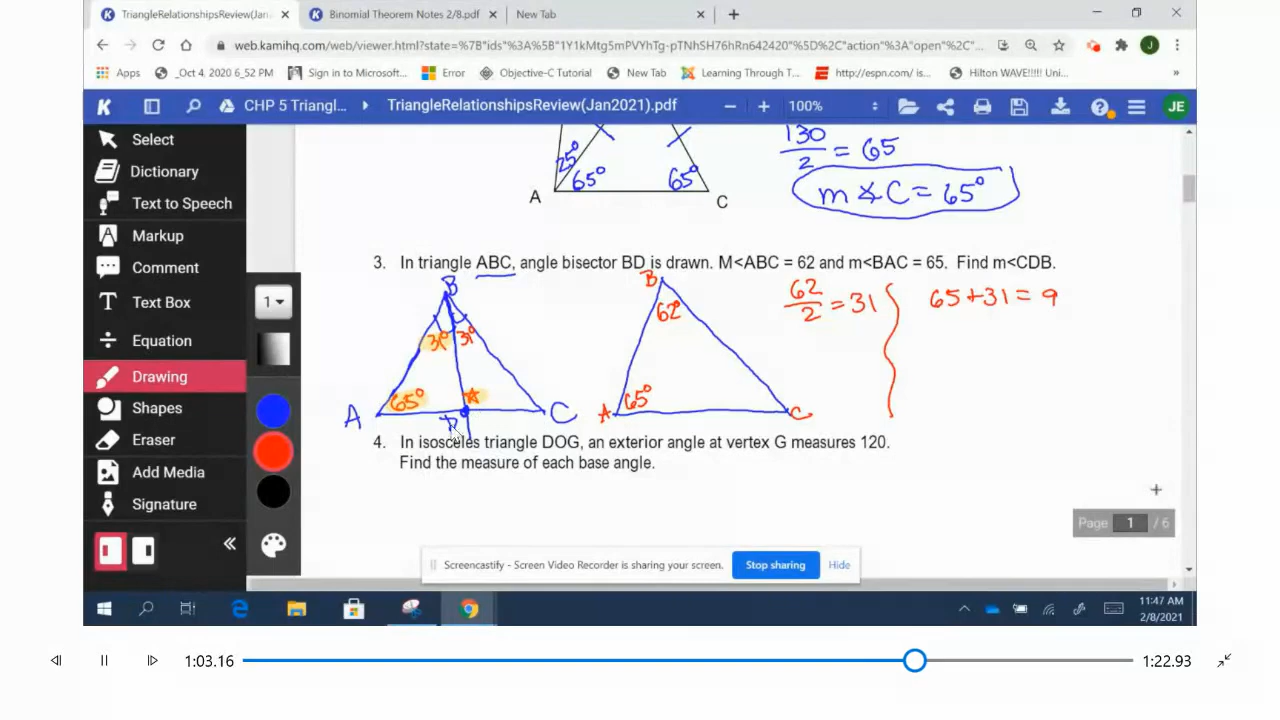 TriangleRelationshipsReview(Jan
Binomial Theorem Notes 2/8.pdf
New Tab
web.kamihq.com/web/viewer.html?state=%7B"ids"%3A%5B"1Y1kMtg5mPVYhTg-pTNhSH76hRn642420"%5D%2C"action"%3A"open"%2C"...
Apps
_Oct 4, 2020 6_52 PM
Sign in to Microsoft...
Error
Objective-C Tutorial
New Tab
Learning Through T...
http://espn.com/ is...
Hilton WAVE!!!!! Uni...
»
K
CHP 5 Triangl...
TriangleRelationshipsReview(Jan2021).pdf
100%
JE
Select
Dictionary
Text to Speech
Markup
Comment
Text Box
Equation
Drawing
Shapes
Eraser
Add Media
Signature
1
25°
65°
65°
A
C
130
2
= 65
m∡C = 65°
3. In triangle ABC, angle bisector BD is drawn. M<ABC = 62 and m<BAC = 65. Find m<CDB.
B
31°
31°
65°
A
D
C
B
62°
65°
A
C
62
2
= 31
65+31 = 9
4. In isosceles triangle DOG, an exterior angle at vertex G measures 120.
Find the measure of each base angle.
Page 1 / 6
Screencastify - Screen Video Recorder is sharing your screen.
Stop sharing
Hide
11:47 AM
2/8/2021
1:03.16
1:22.93